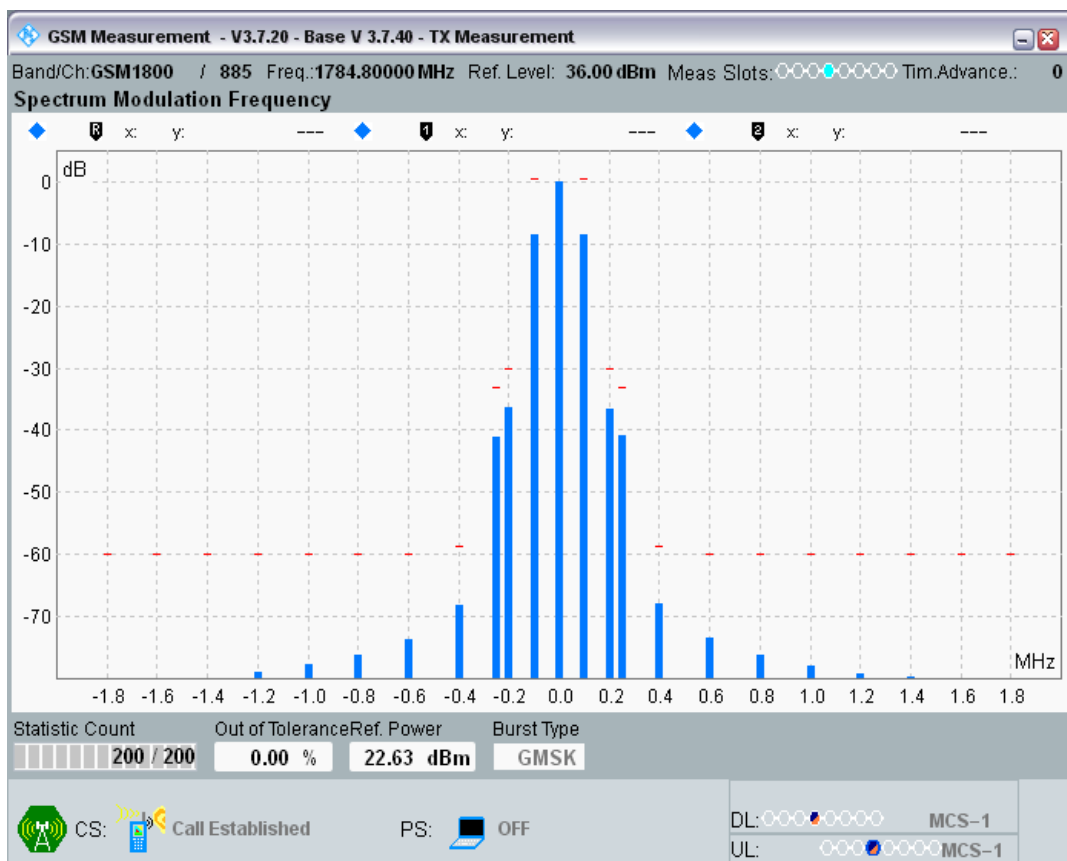 GSM Measurement - V3.7.20 - Base V 3.7.40 - TX Measurement
Band/Ch:GSM1800 / 885 Freq.:1784.80000 MHz Ref. Level: 36.00 dBm Meas Slots: Tim.Advance.: 0
Spectrum Modulation Frequency
R x: y: --- 1 x: y: --- 2 x: y: ---
dB
0
-10
-20
-30
-40
-50
-60
-70
MHz
-1.8 -1.6 -1.4 -1.2 -1.0 -0.8 -0.6 -0.4 -0.2 0.0 0.2 0.4 0.6 0.8 1.0 1.2 1.4 1.6 1.8
Statistic Count Out of Tolerance Ref. Power Burst Type
200 / 200 0.00 % 22.63 dBm GMSK
CS: Call Established PS: OFF
DL: MCS-1
UL: MCS-1